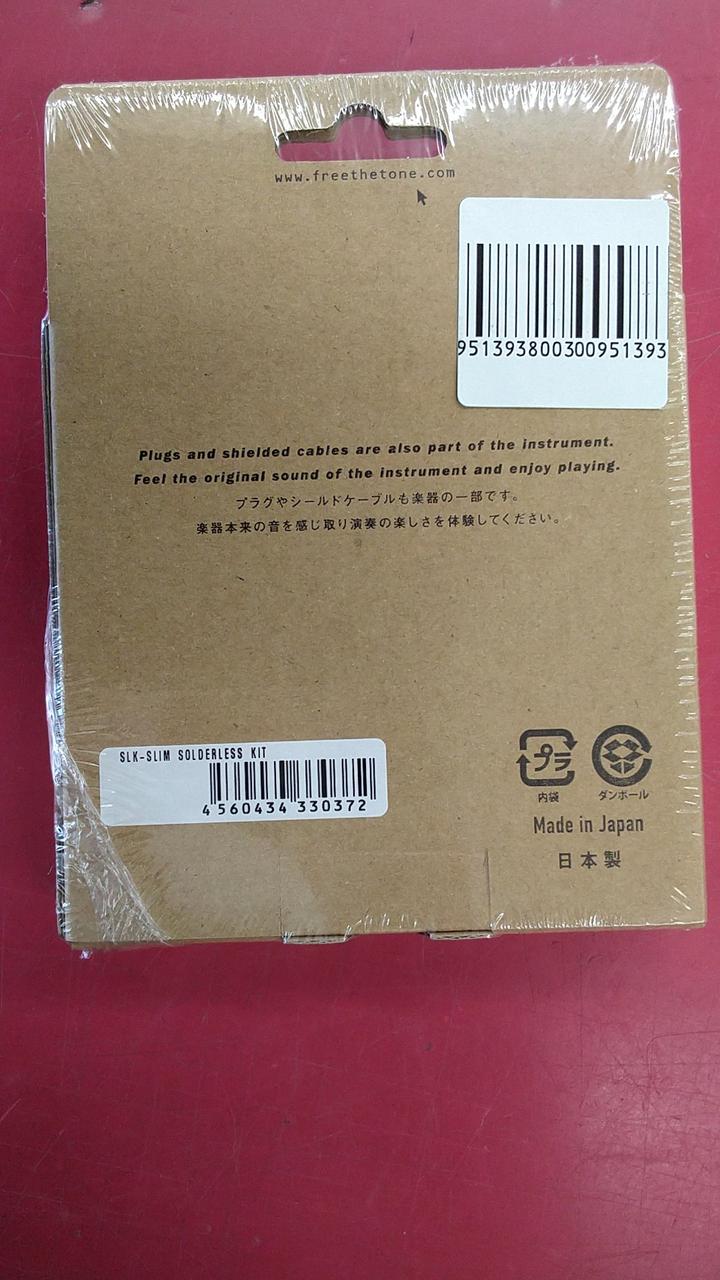 www.freethetone.com
951393800300951393
Plugs and shielded cables are also part of the instrument.
Feel the original sound of the instrument and enjoy playing.
プラグやシールドケーブルも楽器の一部です。
楽器本来の音を感じ取り演奏の楽しさを体験してください。
SLK-SLIM SOLDERLESS KIT
4 560434 330372
プラ
内袋
ダンボール
Made in Japan
日本製